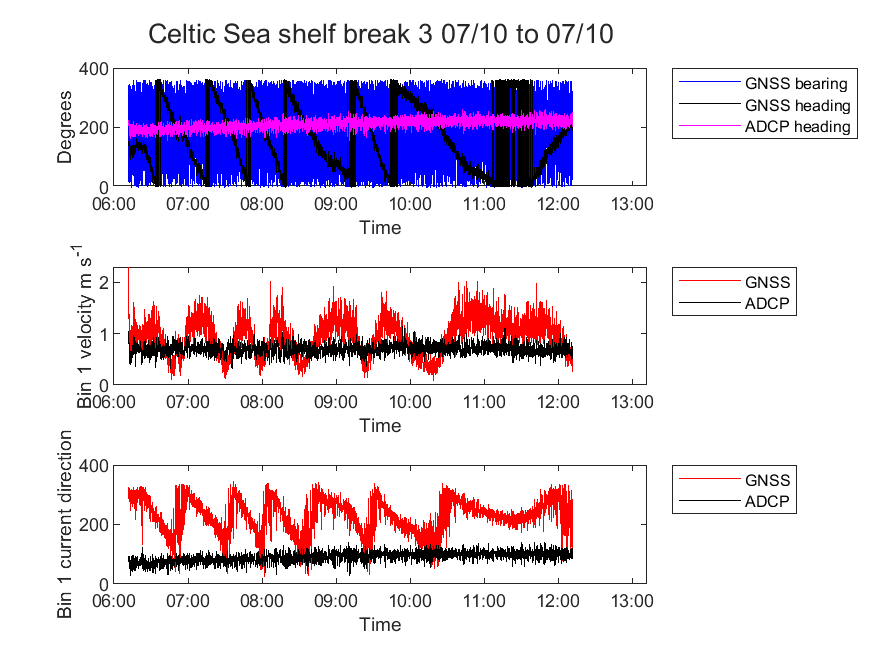 Celtic Sea shelf break 3 07/10 to 07/10
Degrees
400
200
0
06:00 07:00 08:00 09:00 10:00 11:00 12:00 13:00
Time
GNSS bearing
GNSS heading
ADCP heading
Bin 1 velocity m s-1
2
1
0
06:00 07:00 08:00 09:00 10:00 11:00 12:00 13:00
Time
GNSS
ADCP
Bin 1 current direction
400
200
0
06:00 07:00 08:00 09:00 10:00 11:00 12:00 13:00
Time
GNSS
ADCP